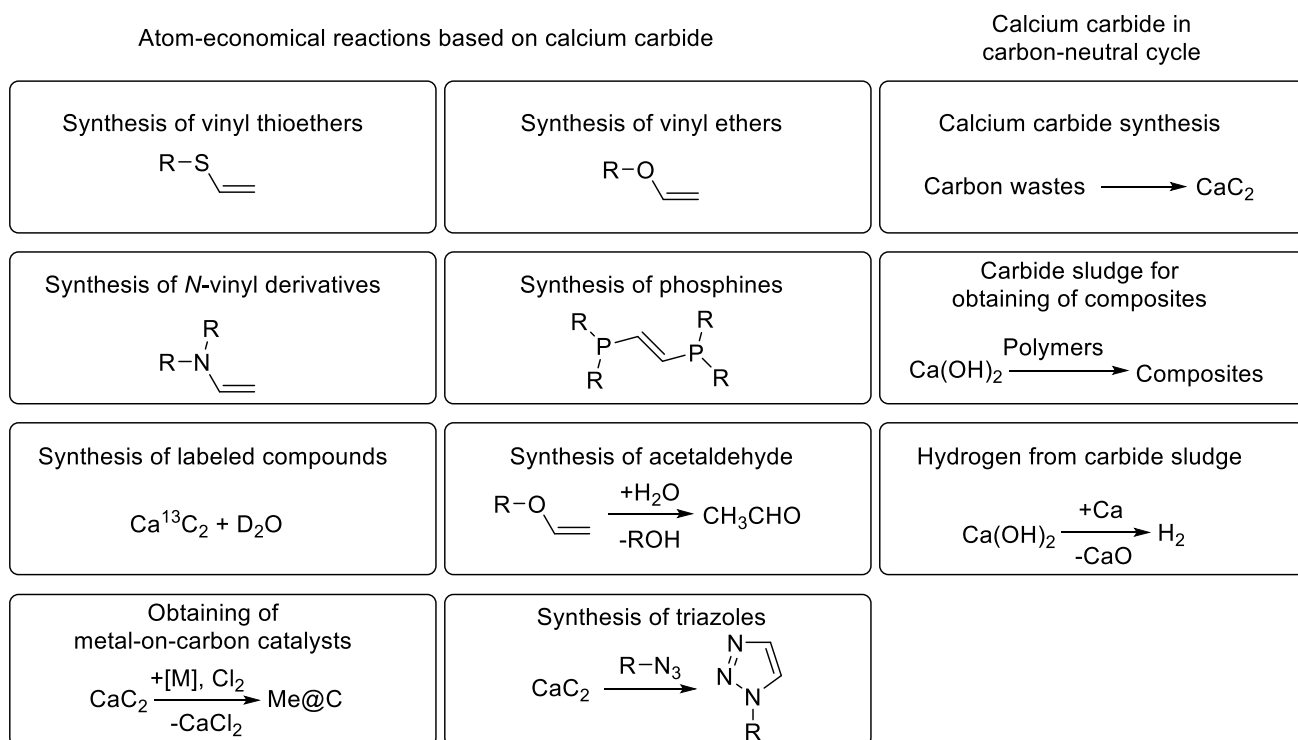 Atom-economical reactions based on calcium carbide
Calcium carbide in
carbon-neutral cycle
Synthesis of vinyl thioethers
R–S
Synthesis of vinyl ethers
R–O
Calcium carbide synthesis
Carbon wastes CaC₂
Synthesis of N-vinyl derivatives
R
R–N
Synthesis of phosphines
R R
P P
R R
Carbide sludge for
obtaining of composites
Polymers
Ca(OH)₂ Composites
Synthesis of labeled compounds
Ca¹³C₂ + D₂O
Synthesis of acetaldehyde
+H₂O
R–O CH₃CHO
-ROH
Hydrogen from carbide sludge
+Ca
Ca(OH)₂ H₂
-CaO
Obtaining of
metal-on-carbon catalysts
+[M], Cl₂
CaC₂ Me@C
-CaCl₂
Synthesis of triazoles
R–N₃
CaC₂
N
N
N
R